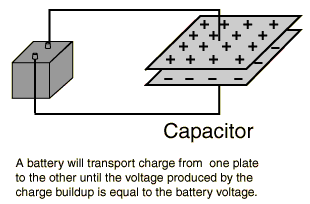 Capacitor
A battery will transport charge from one plate
to the other until the voltage produced by the
charge buildup is equal to the battery voltage.